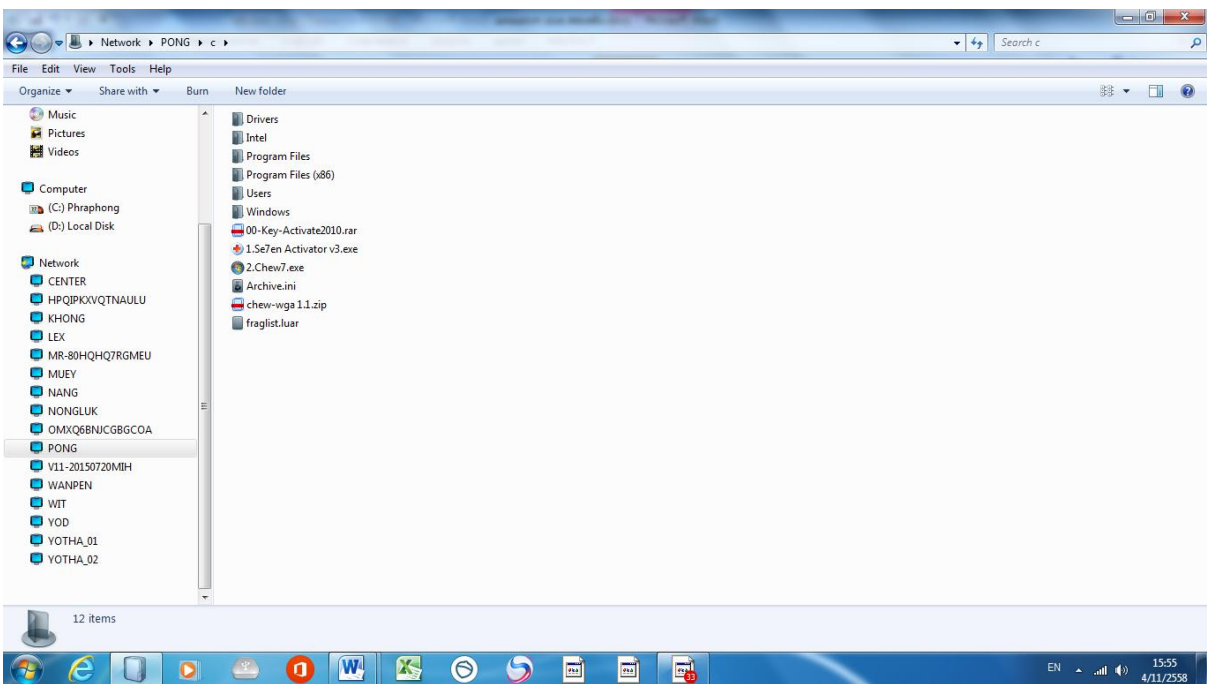 Network ▸ PONG ▸ c ▸
Search c
File Edit View Tools Help
Organize Share with Burn New folder
Music
Pictures
Videos
Computer
(C:) Phraphong
(D:) Local Disk
Network
CENTER
HPQIPKXVQTNAULU
KHONG
LEX
MR-80HQHQ7RGMEU
MUEY
NANG
NONGLUK
OMXQ6BNJCGBGCOA
PONG
V11-20150720MIH
WANPEN
WIT
YOD
YOTHA_01
YOTHA_02
Drivers
Intel
Program Files
Program Files (x86)
Users
Windows
00-Key-Activate2010.rar
1.Se7en Activator v3.exe
2.Chew7.exe
Archive.ini
chew-wga 1.1.zip
fraglist.luar
12 items
33
EN
15:55
4/11/2558